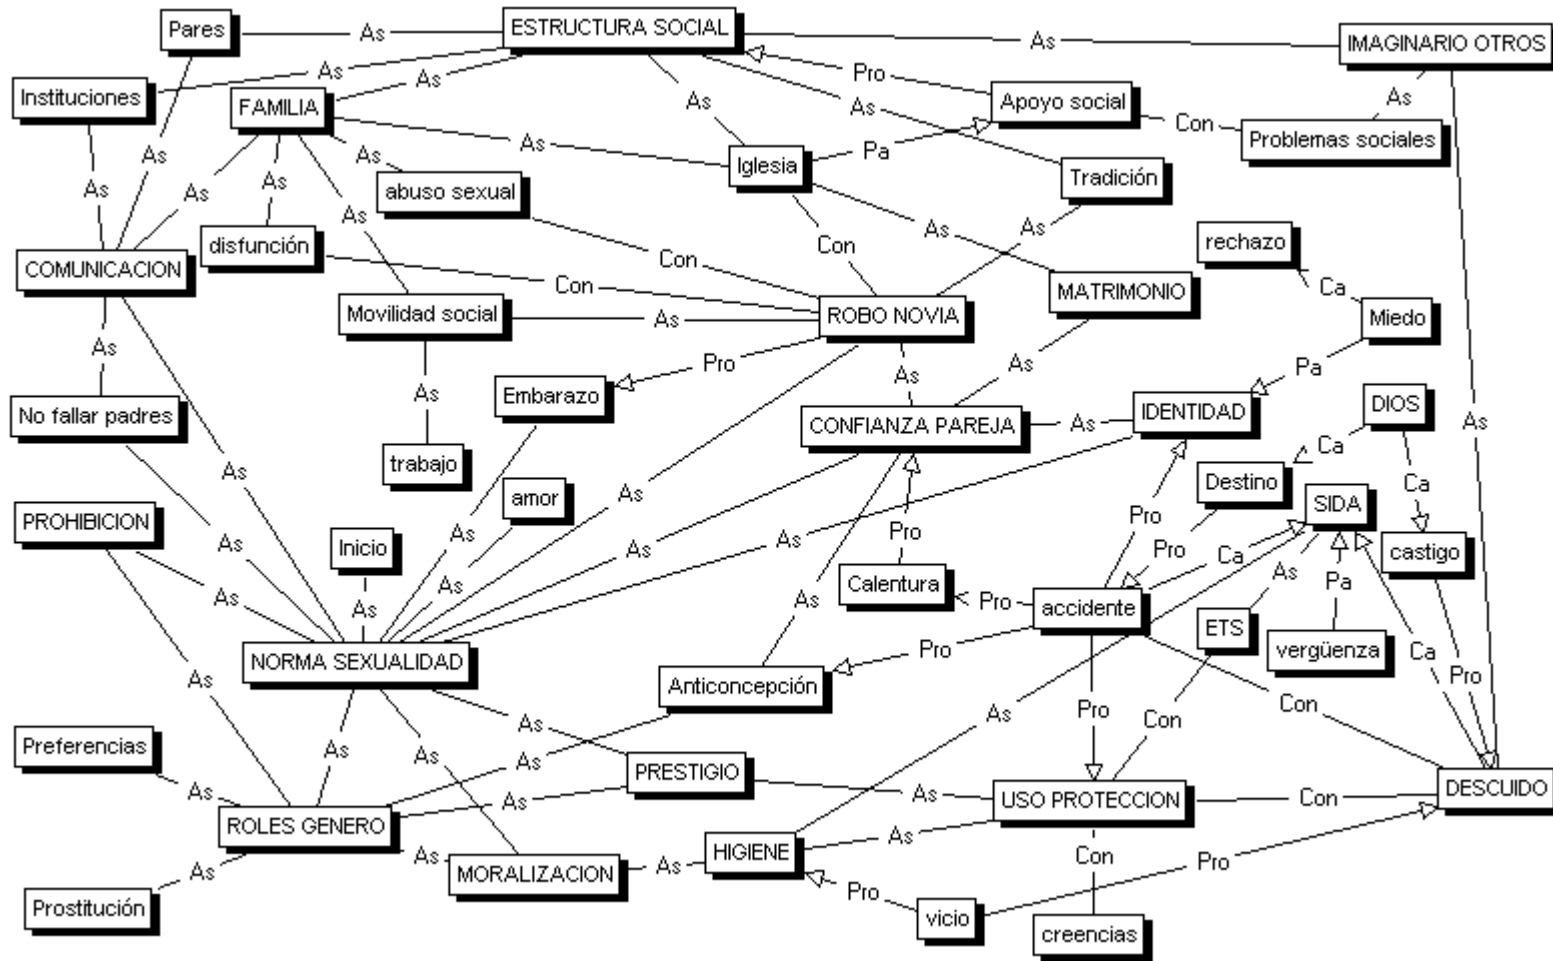 Pares
As
ESTRUCTURA SOCIAL
As
IMAGINARIO OTROS
As
As
Pro
As
Instituciones
FAMILIA
As
As
Apoyo social
Con
Problemas sociales
As
As
As
As
Pa
Iglesia
Tradición
As
As
abuso sexual
As
As
As
As
rechazo
COMUNICACION
disfunción
Con
Con
Con
MATRIMONIO
Ca
Movilidad social
As
ROBO NOVIA
Miedo
As
As
Pro
As
As
Pa
No fallar padres
Embarazo
CONFIANZA PAREJA
As
IDENTIDAD
DIOS
As
trabajo
Ca
As
amor
Destino
Ca
PROHIBICION
As
As
SIDA
Inicio
As
As
As
Pro
Pro
Pro
castigo
As
As
As
Calentura
Pro
accidente
Ca
As
Pa
As
ETS
vergüenza
NORMA SEXUALIDAD
Anticoncepción
Pro
Ca
Pro
As
As
Pro
Con
Con
Preferencias
As
As
As
As
PRESTIGIO
As
As
As
USO PROTECCION
Con
DESCUIDO
ROLES GENERO
As
HIGIENE
As
Con
Pro
As
MORALIZACION
As
Pro
Prostitución
vicio
creencias